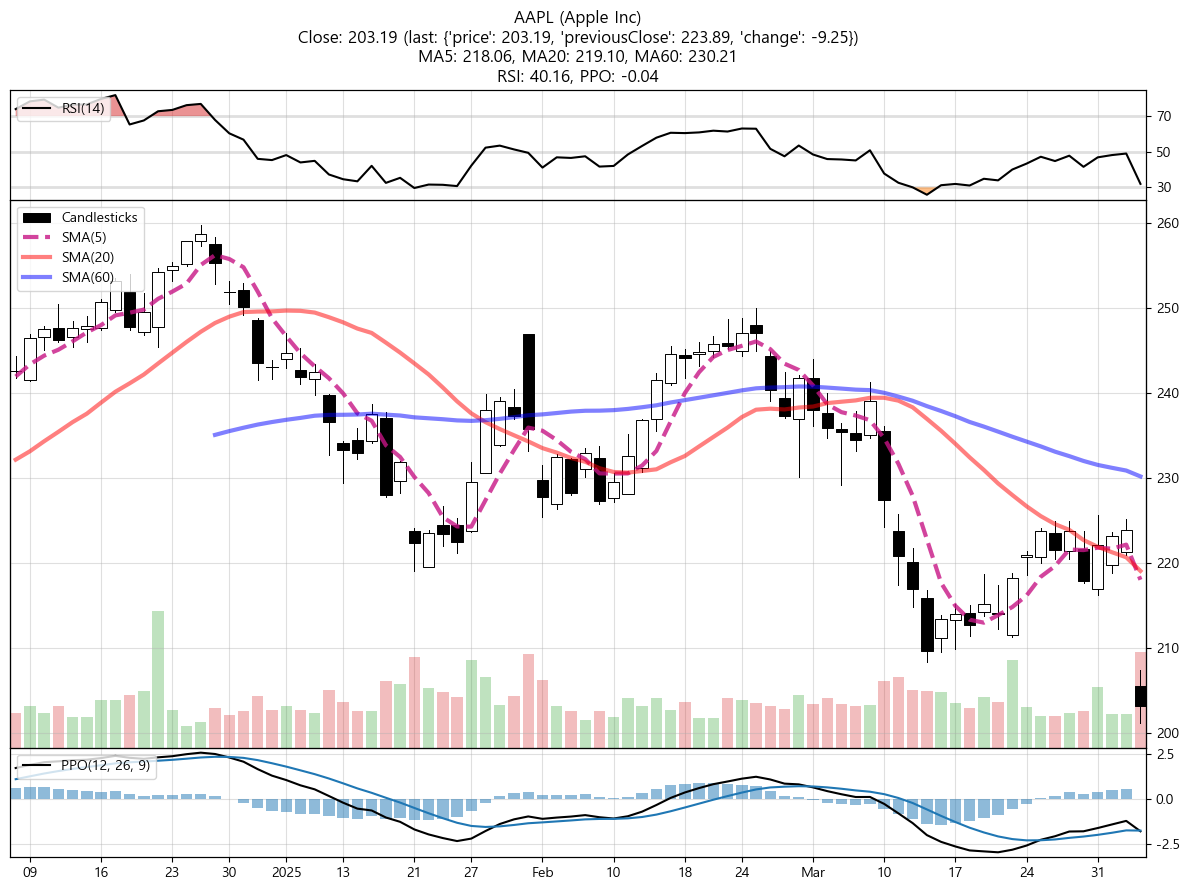 AAPL (Apple Inc)
Close: 203.19 (last: {'price': 203.19, 'previousClose': 223.89, 'change': -9.25})
MA5: 218.06, MA20: 219.10, MA60: 230.21
RSI: 40.16, PPO: -0.04
RSI(14)
70
50
30
Candlesticks
SMA(5)
SMA(20)
SMA(60)
260
250
240
230
220
210
200
PPO(12, 26, 9)
2.5
0.0
−2.5
09 16 23 30 2025 13 21 27 Feb 10 18 24 Mar 10 17 24 31